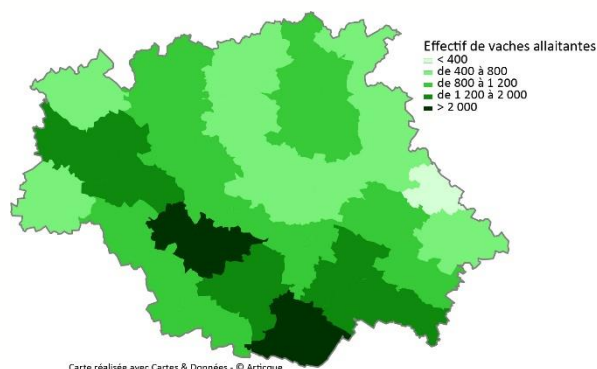 Effectif de vaches allaitantes
< 400
de 400 à 800
de 800 à 1 200
de 1 200 à 2 000
> 2 000
Carte réalisée avec Cartes & Données - © Articque